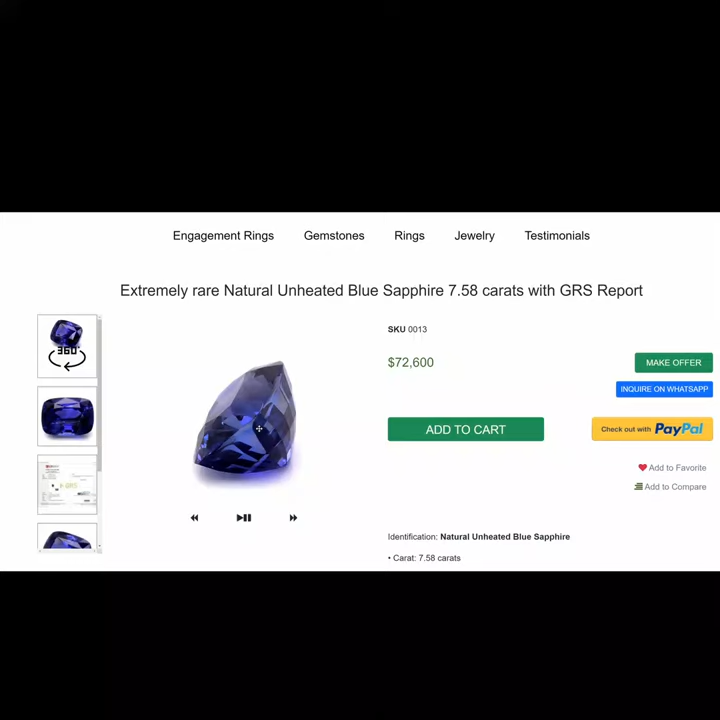 Engagement Rings Gemstones Rings Jewelry Testimonials
Extremely rare Natural Unheated Blue Sapphire 7.58 carats with GRS Report
360°
SKU 0013
$72,600
MAKE OFFER
INQUIRE ON WHATSAPP
ADD TO CART
Check out with PayPal
Add to Favorite
Add to Compare
Identification: Natural Unheated Blue Sapphire
• Carat: 7.58 carats